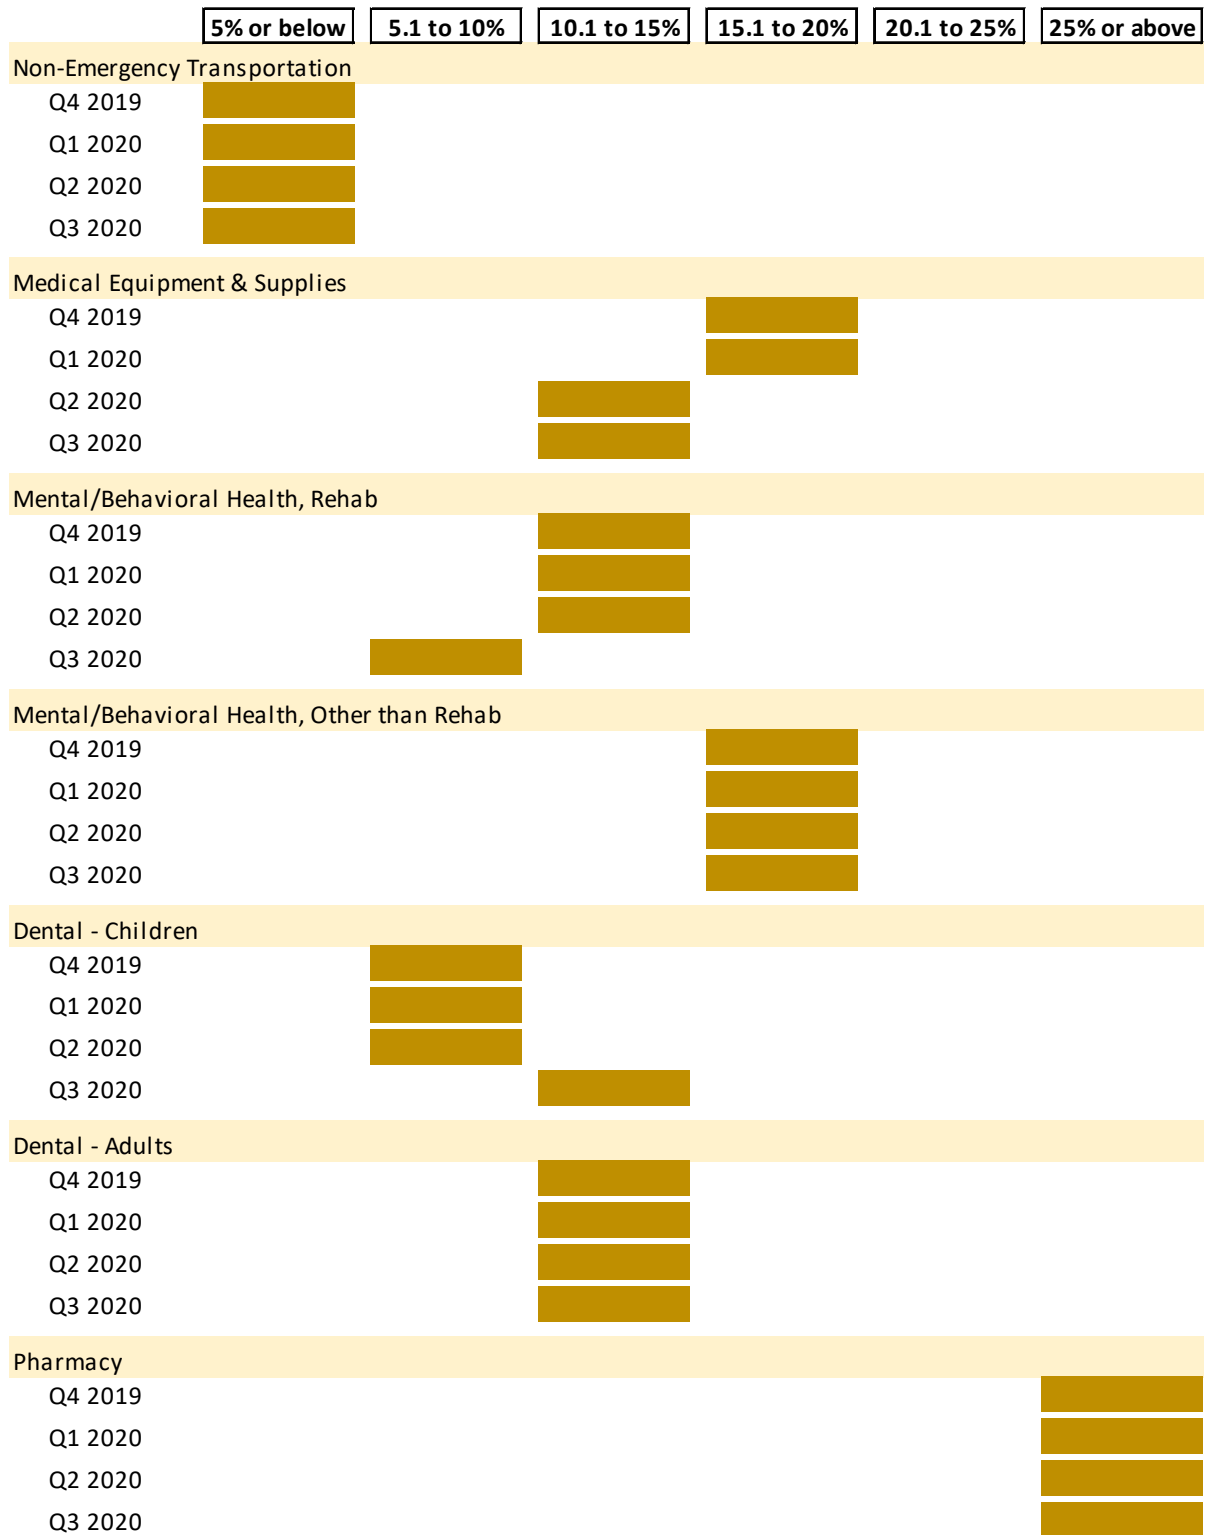 5% or below 5.1 to 10% 10.1 to 15% 15.1 to 20% 20.1 to 25% 25% or above
Non-Emergency Transportation
Q4 2019
Q1 2020
Q2 2020
Q3 2020
Medical Equipment & Supplies
Q4 2019
Q1 2020
Q2 2020
Q3 2020
Mental/Behavioral Health, Rehab
Q4 2019
Q1 2020
Q2 2020
Q3 2020
Mental/Behavioral Health, Other than Rehab
Q4 2019
Q1 2020
Q2 2020
Q3 2020
Dental - Children
Q4 2019
Q1 2020
Q2 2020
Q3 2020
Dental - Adults
Q4 2019
Q1 2020
Q2 2020
Q3 2020
Pharmacy
Q4 2019
Q1 2020
Q2 2020
Q3 2020